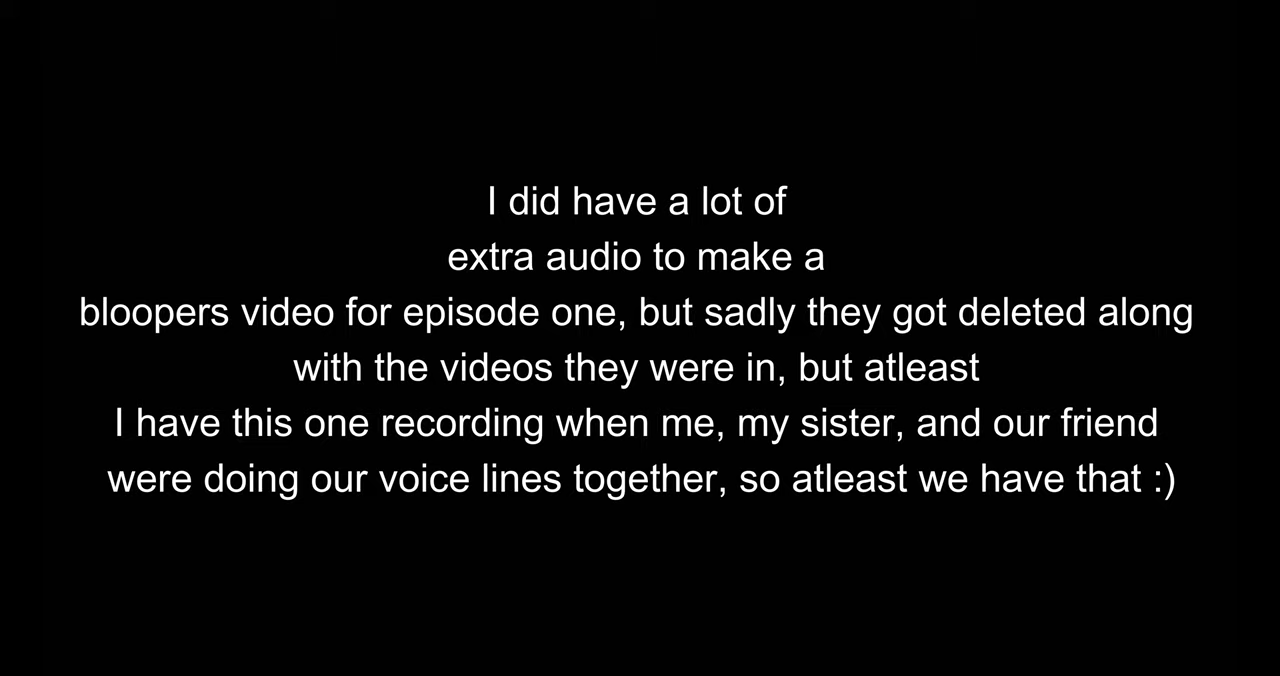 I did have a lot of
extra audio to make a
bloopers video for episode one, but sadly they got deleted along
with the videos they were in, but atleast
I have this one recording when me, my sister, and our friend
were doing our voice lines together, so atleast we have that :)